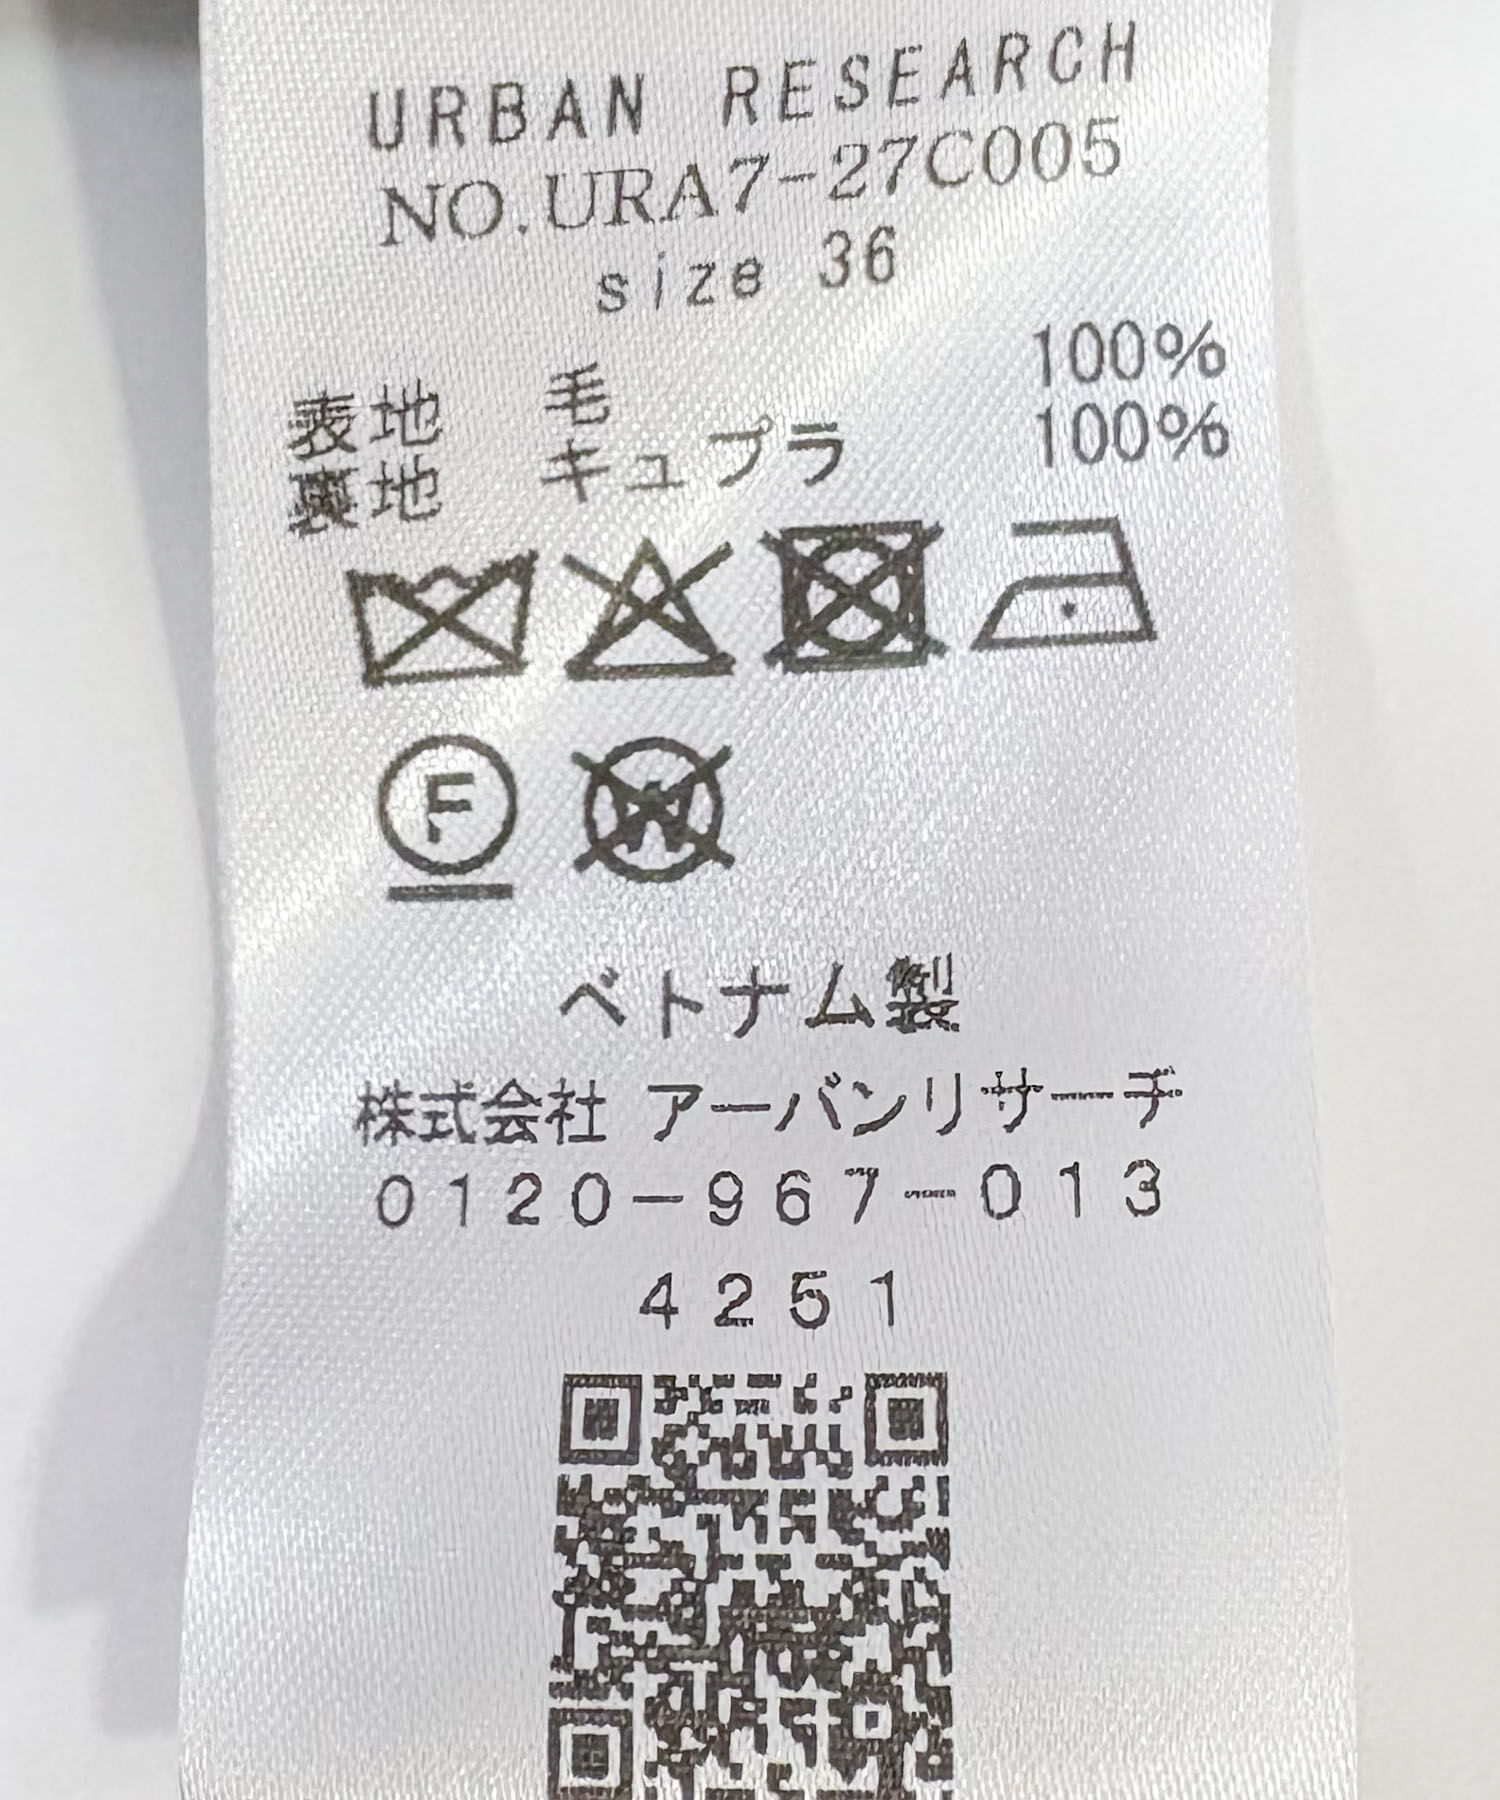 URBAN RESEARCH
NO.URA7-27C005
size 36
表地 毛 100%
裏地 キュプラ 100%
F
W
ベトナム製
株式会社 アーバンリサーチ
0120-967-013
4251